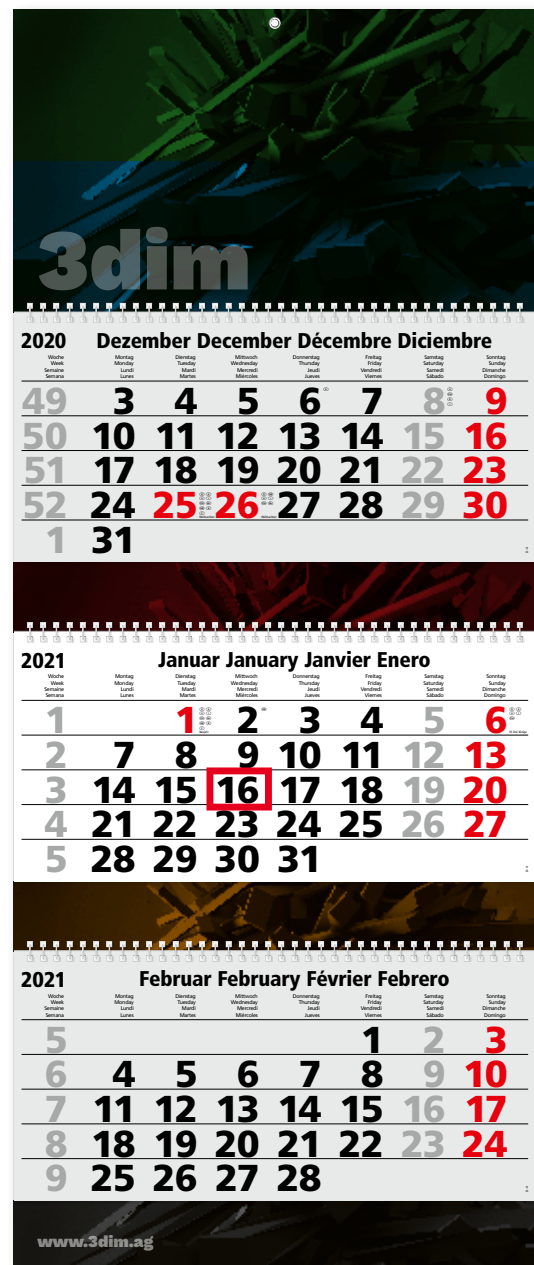 3dim
2020 Dezember December Décembre Diciembre
Woche Montag Dienstag Mittwoch Donnerstag Freitag Samstag Sonntag
Week Monday Tuesday Wednesday Thursday Friday Saturday Sunday
Semaine Lundi Mardi Mercredi Jeudi Vendredi Samedi Dimanche
Semana Lunes Martes Miércoles Jueves Viernes Sábado Domingo
49 3 4 5 6 7 8 9
50 10 11 12 13 14 15 16
51 17 18 19 20 21 22 23
52 24 25 26 27 28 29 30
1 31
2021 Januar January Janvier Enero
Woche Montag Dienstag Mittwoch Donnerstag Freitag Samstag Sonntag
Week Monday Tuesday Wednesday Thursday Friday Saturday Sunday
Semaine Lundi Mardi Mercredi Jeudi Vendredi Samedi Dimanche
Semana Lunes Martes Miércoles Jueves Viernes Sábado Domingo
1 1 2 3 4 5 6
2 7 8 9 10 11 12 13
3 14 15 16 17 18 19 20
4 21 22 23 24 25 26 27
5 28 29 30 31
2021 Februar February Février Febrero
Woche Montag Dienstag Mittwoch Donnerstag Freitag Samstag Sonntag
Week Monday Tuesday Wednesday Thursday Friday Saturday Sunday
Semaine Lundi Mardi Mercredi Jeudi Vendredi Samedi Dimanche
Semana Lunes Martes Miércoles Jueves Viernes Sábado Domingo
5 1 2 3
6 4 5 6 7 8 9 10
7 11 12 13 14 15 16 17
8 18 19 20 21 22 23 24
9 25 26 27 28
www.3dim.ag